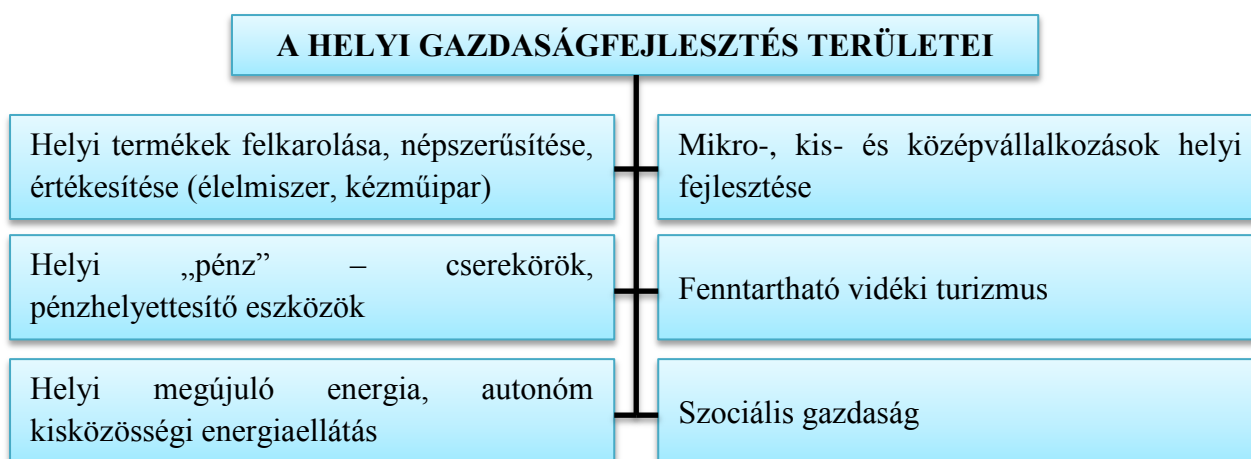 A HELYI GAZDASÁGFEJLESZTÉS TERÜLETEI
Helyi termékek felkarolása, népszerűsítése,
értékesítése (élelmiszer, kézműipar)
Mikro-, kis- és középvállalkozások helyi
fejlesztése
Helyi „pénz” – cserekörök,
pénzhelyettesítő eszközök
Fenntartható vidéki turizmus
Helyi megújuló energia, autonóm
kisközösségi energiaellátás
Szociális gazdaság